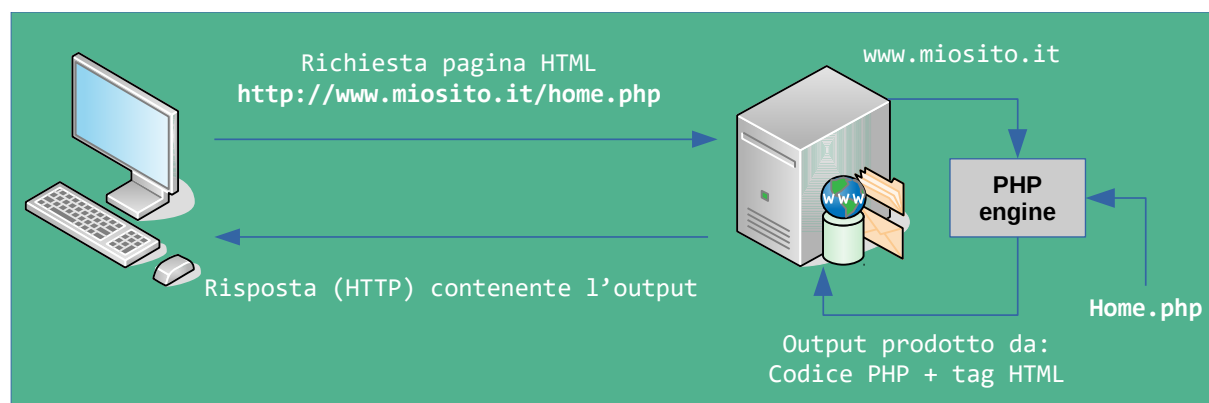 Richiesta pagina HTML
http://www.miosito.it/home.php
www.miosito.it
PHP
engine
www
Risposta (HTTP) contenente l’output
Home.php
Output prodotto da:
Codice PHP + tag HTML